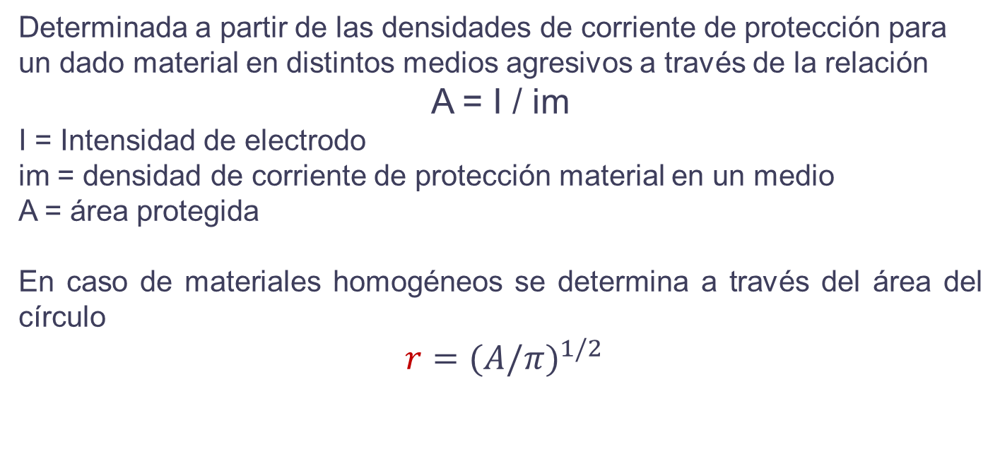 Determinada a partir de las densidades de corriente de protección para
un dado material en distintos medios agresivos a través de la relación
A = I / im
I = Intensidad de electrodo
im = densidad de corriente de protección material en un medio
A = área protegida
En caso de materiales homogéneos se determina a través del área del
círculo
r = (A/π)^{1/2}